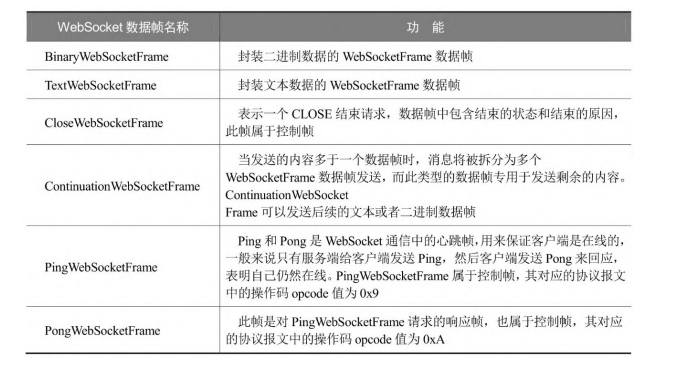 WebSocket 数据帧名称
功 能
BinaryWebSocketFrame
封装二进制数据的 WebSocketFrame 数据帧
TextWebSocketFrame
封装文本数据的 WebSocketFrame 数据帧
CloseWebSocketFrame
表示一个 CLOSE 结束请求，数据帧中包含结束的状态和结束的原因，
此帧属于控制帧
ContinuationWebSocketFrame
当发送的内容多于一个数据帧时，消息将被拆分为多个
WebSocketFrame 数据帧发送，而此类型的数据帧专用于发送剩余的内容。
ContinuationWebSocket
Frame 可以发送后续的文本或者二进制数据帧
PingWebSocketFrame
Ping 和 Pong 是 WebSocket 通信中的心跳帧，用来保证客户端是在线的，
一般来说只有服务端给客户端发送 Ping，然后客户端发送 Pong 来回应，
表明自己仍然在线。PingWebSocketFrame 属于控制帧，其对应的协议报文
中的操作码 opcode 值为 0x9
PongWebSocketFrame
此帧是对 PingWebSocketFrame 请求的响应帧，也属于控制帧，其对应
的协议报文中的操作码 opcode 值为 0xA